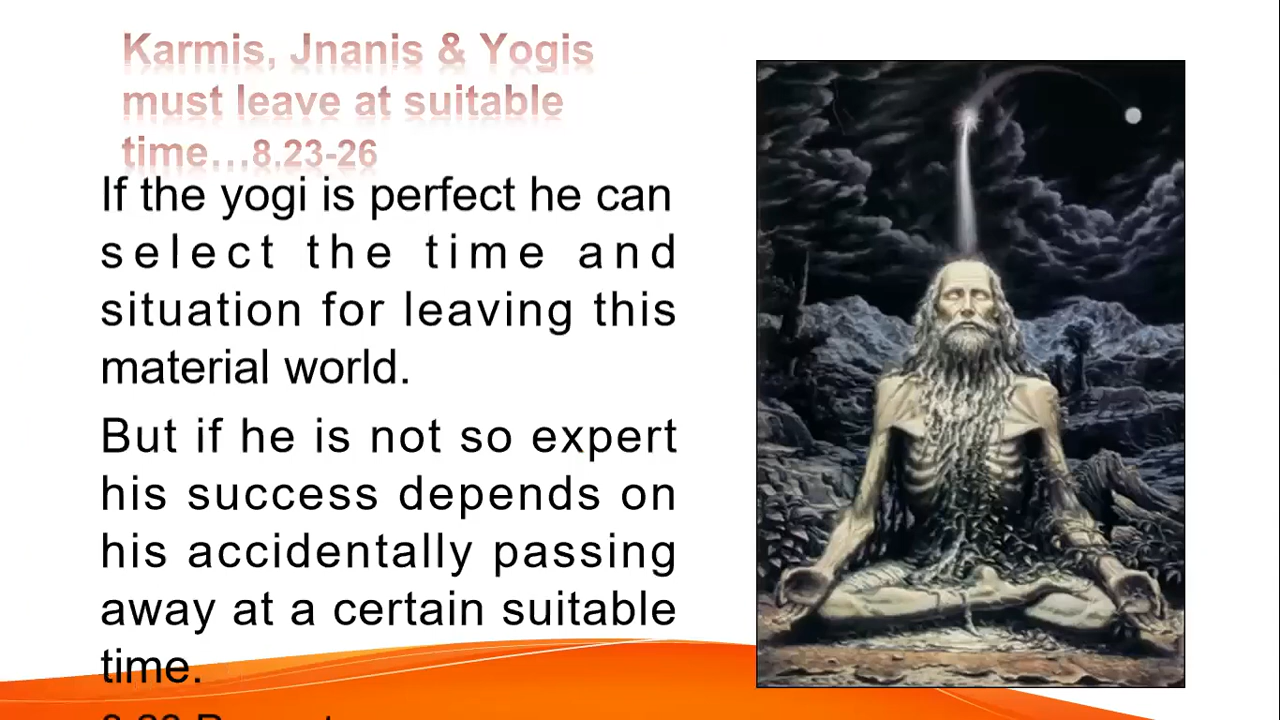 Karmis, Jnanis & Yogis
must leave at suitable
time...8.23-26
If the yogi is perfect he can
select the time and
situation for leaving this
material world.
But if he is not so expert
his success depends on
his accidentally passing
away at a certain suitable
time.